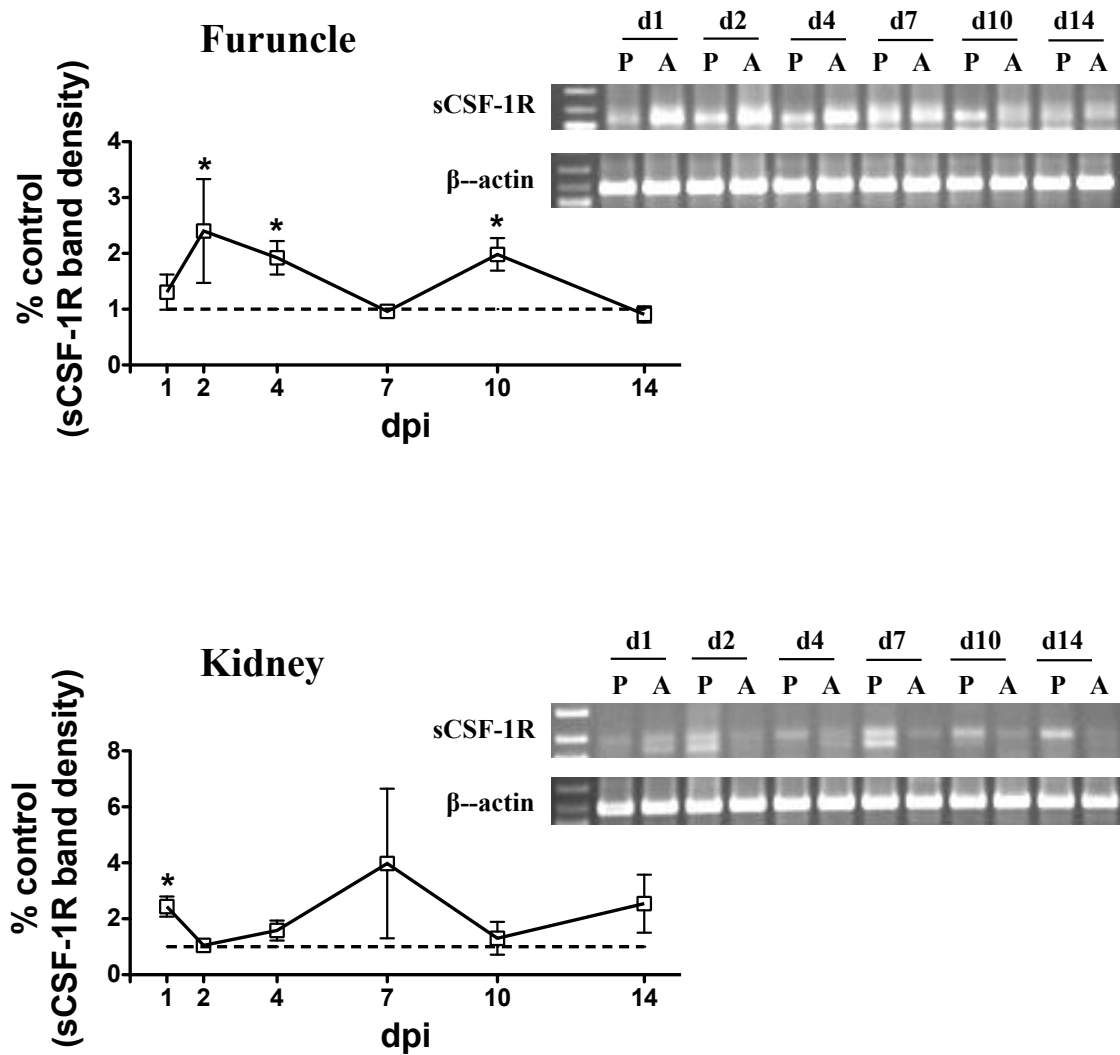 Furuncle
d1 d2 d4 d7 d10 d14
P A P A P A P A P A P A
sCSF-1R
β--actin
% control
(sCSF-1R band density)
4
3
2
1
0
* * *
1 2 4 7 10 14
dpi
Kidney
d1 d2 d4 d7 d10 d14
P A P A P A P A P A P A
sCSF-1R
β--actin
% control
(sCSF-1R band density)
8
6
4
2
0
*
1 2 4 7 10 14
dpi